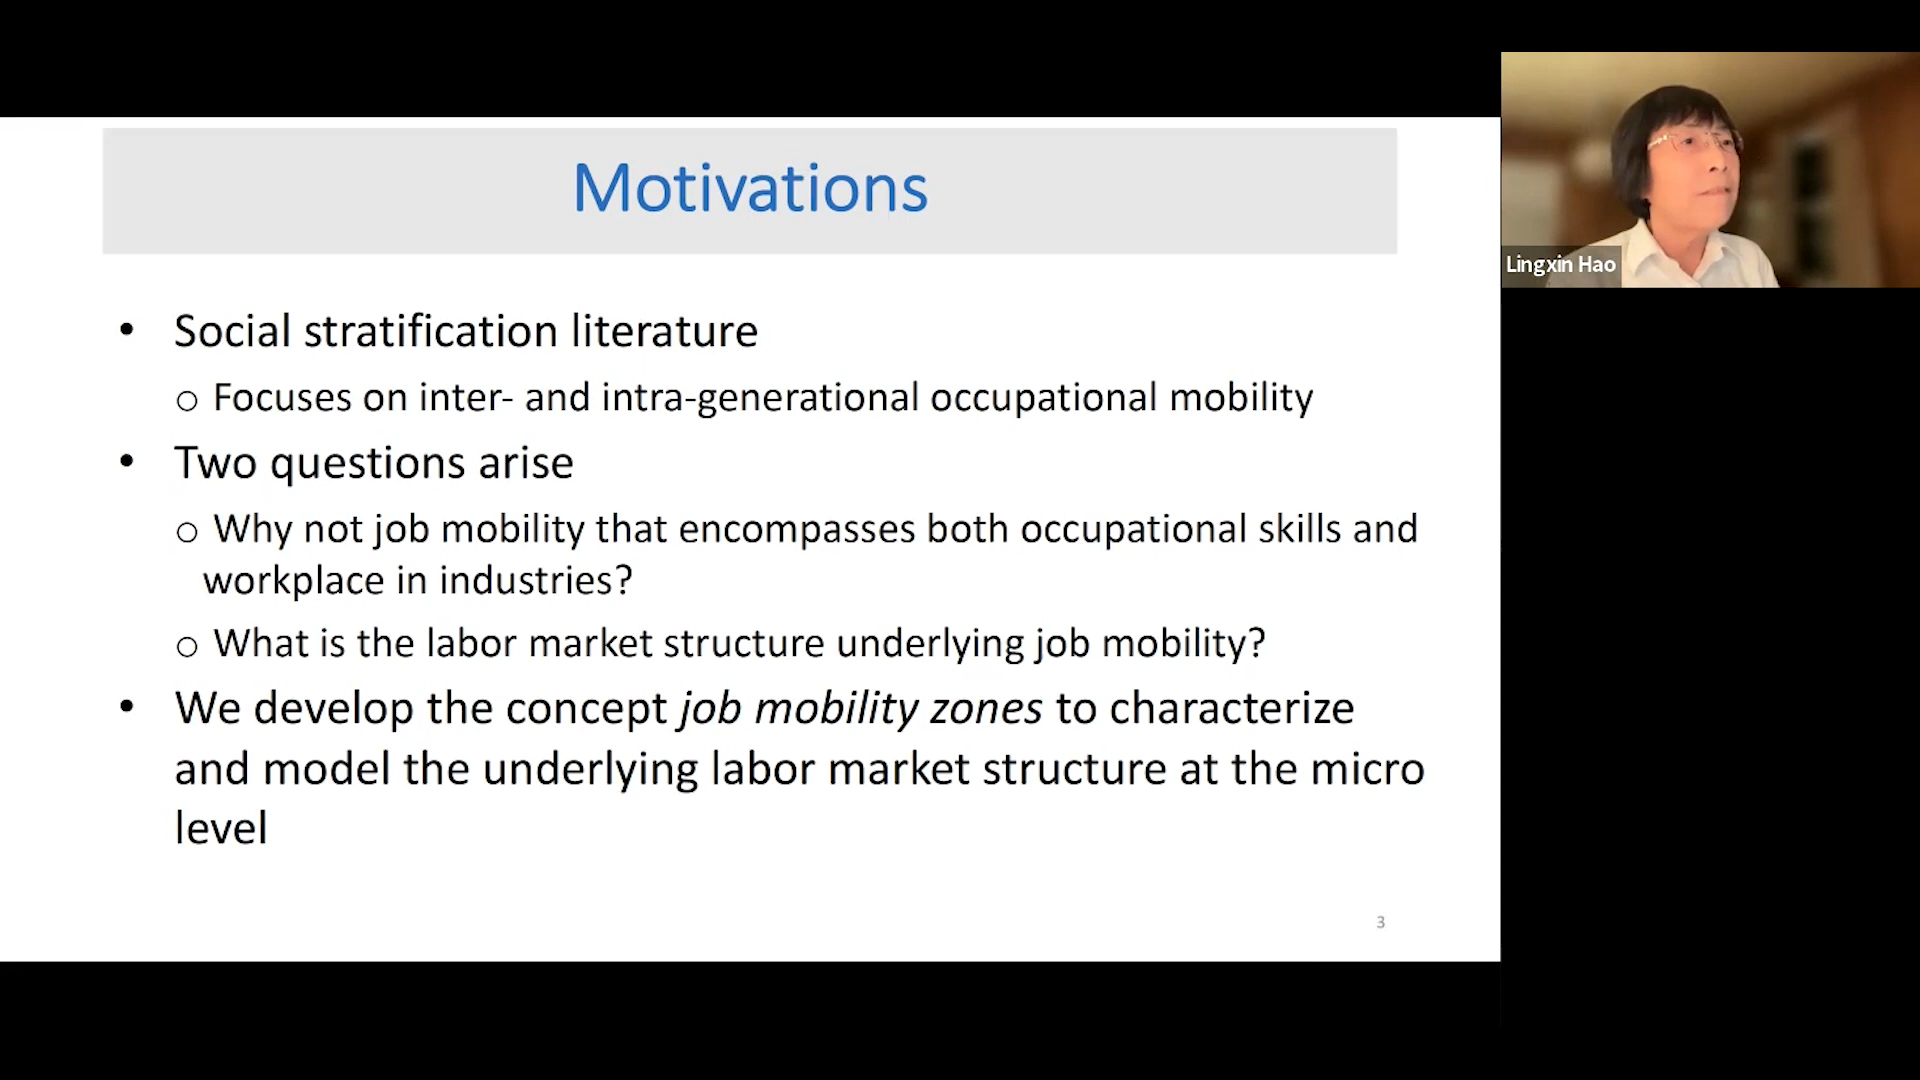 Motivations
• Social stratification literature
o Focuses on inter- and intra-generational occupational mobility
• Two questions arise
o Why not job mobility that encompasses both occupational skills and
workplace in industries?
o What is the labor market structure underlying job mobility?
• We develop the concept job mobility zones to characterize
and model the underlying labor market structure at the micro
level
3
Lingxin Hao